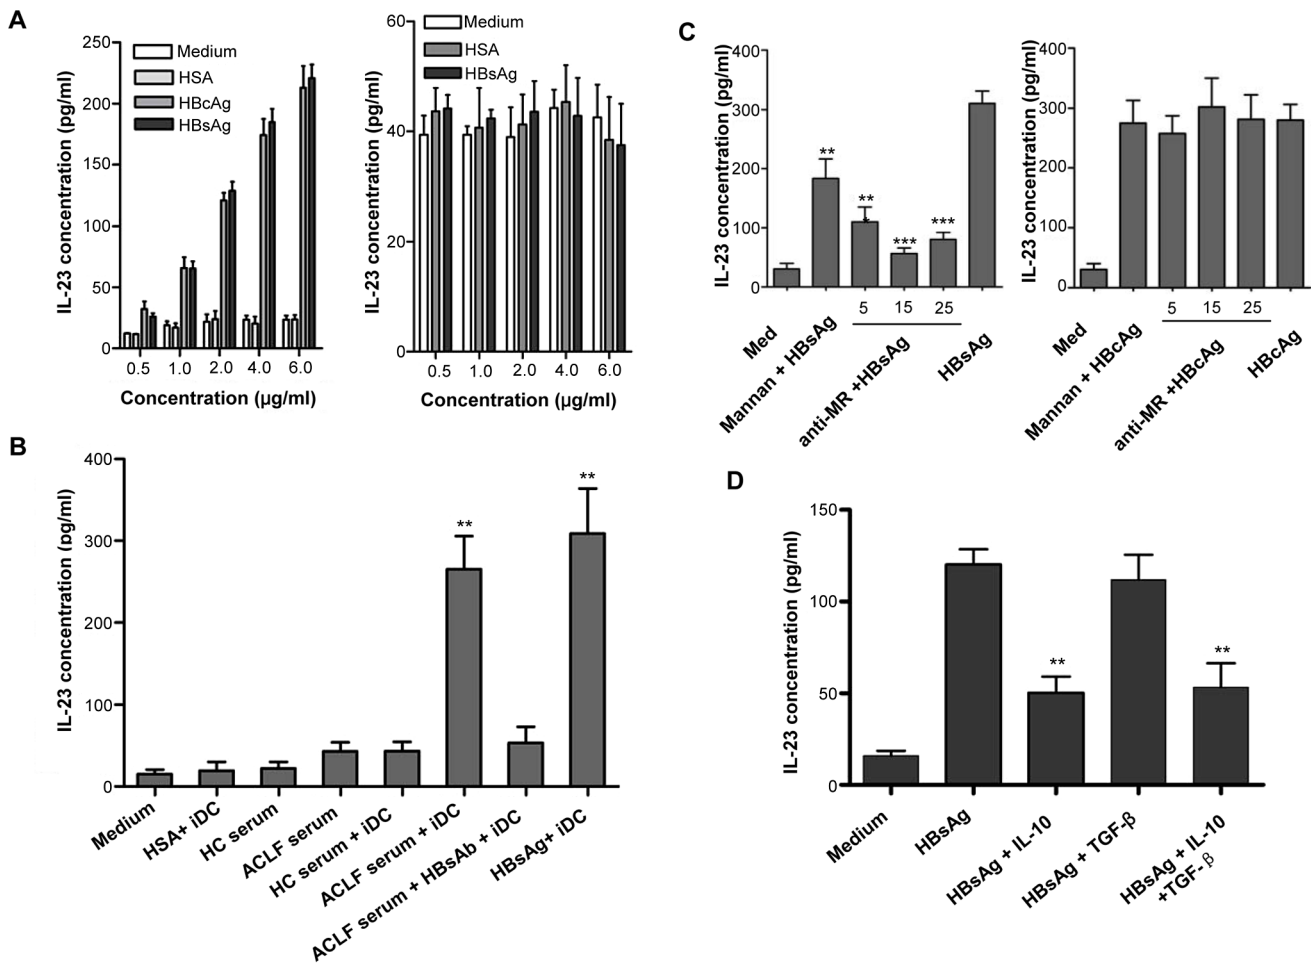 A
IL-23 concentration (pg/ml)
250
200
150
100
50
0
Medium
HSA
HBcAg
HBsAg
0.5 1.0 2.0 4.0 6.0
Concentration (µg/ml)
IL-23 concentration (pg/ml)
60
40
20
0
Medium
HSA
HBsAg
0.5 1.0 2.0 4.0 6.0
Concentration (µg/ml)
B
IL-23 concentration (pg/ml)
400
300
200
100
0
**
**
Medium
HSA+ iDC
HC serum
ACLF serum
HC serum + iDC
ACLF serum + iDC
ACLF serum + HBsAb + iDC
HBsAg+ iDC
C
IL-23 concentration (pg/ml)
400
300
200
100
0
**
**
*
***
***
5 15 25
Med
Mannan + HBsAg
anti-MR +HBsAg
HBsAg
IL-23 concentration (pg/ml)
400
300
200
100
0
5 15 25
Med
Mannan + HBcAg
anti-MR +HBcAg
HBcAg
D
IL-23 concentration (pg/ml)
150
100
50
0
**
**
Medium
HBsAg
HBsAg + IL-10
HBsAg + TGF-β
HBsAg + IL-10
+TGF- β